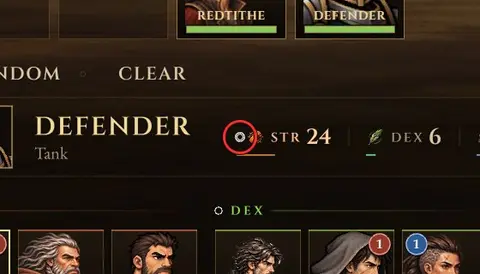 REDTITHE
DEFENDER
NDOM
CLEAR
DEFENDER
STR 24
DEX 6
Tank
DEX
1
1